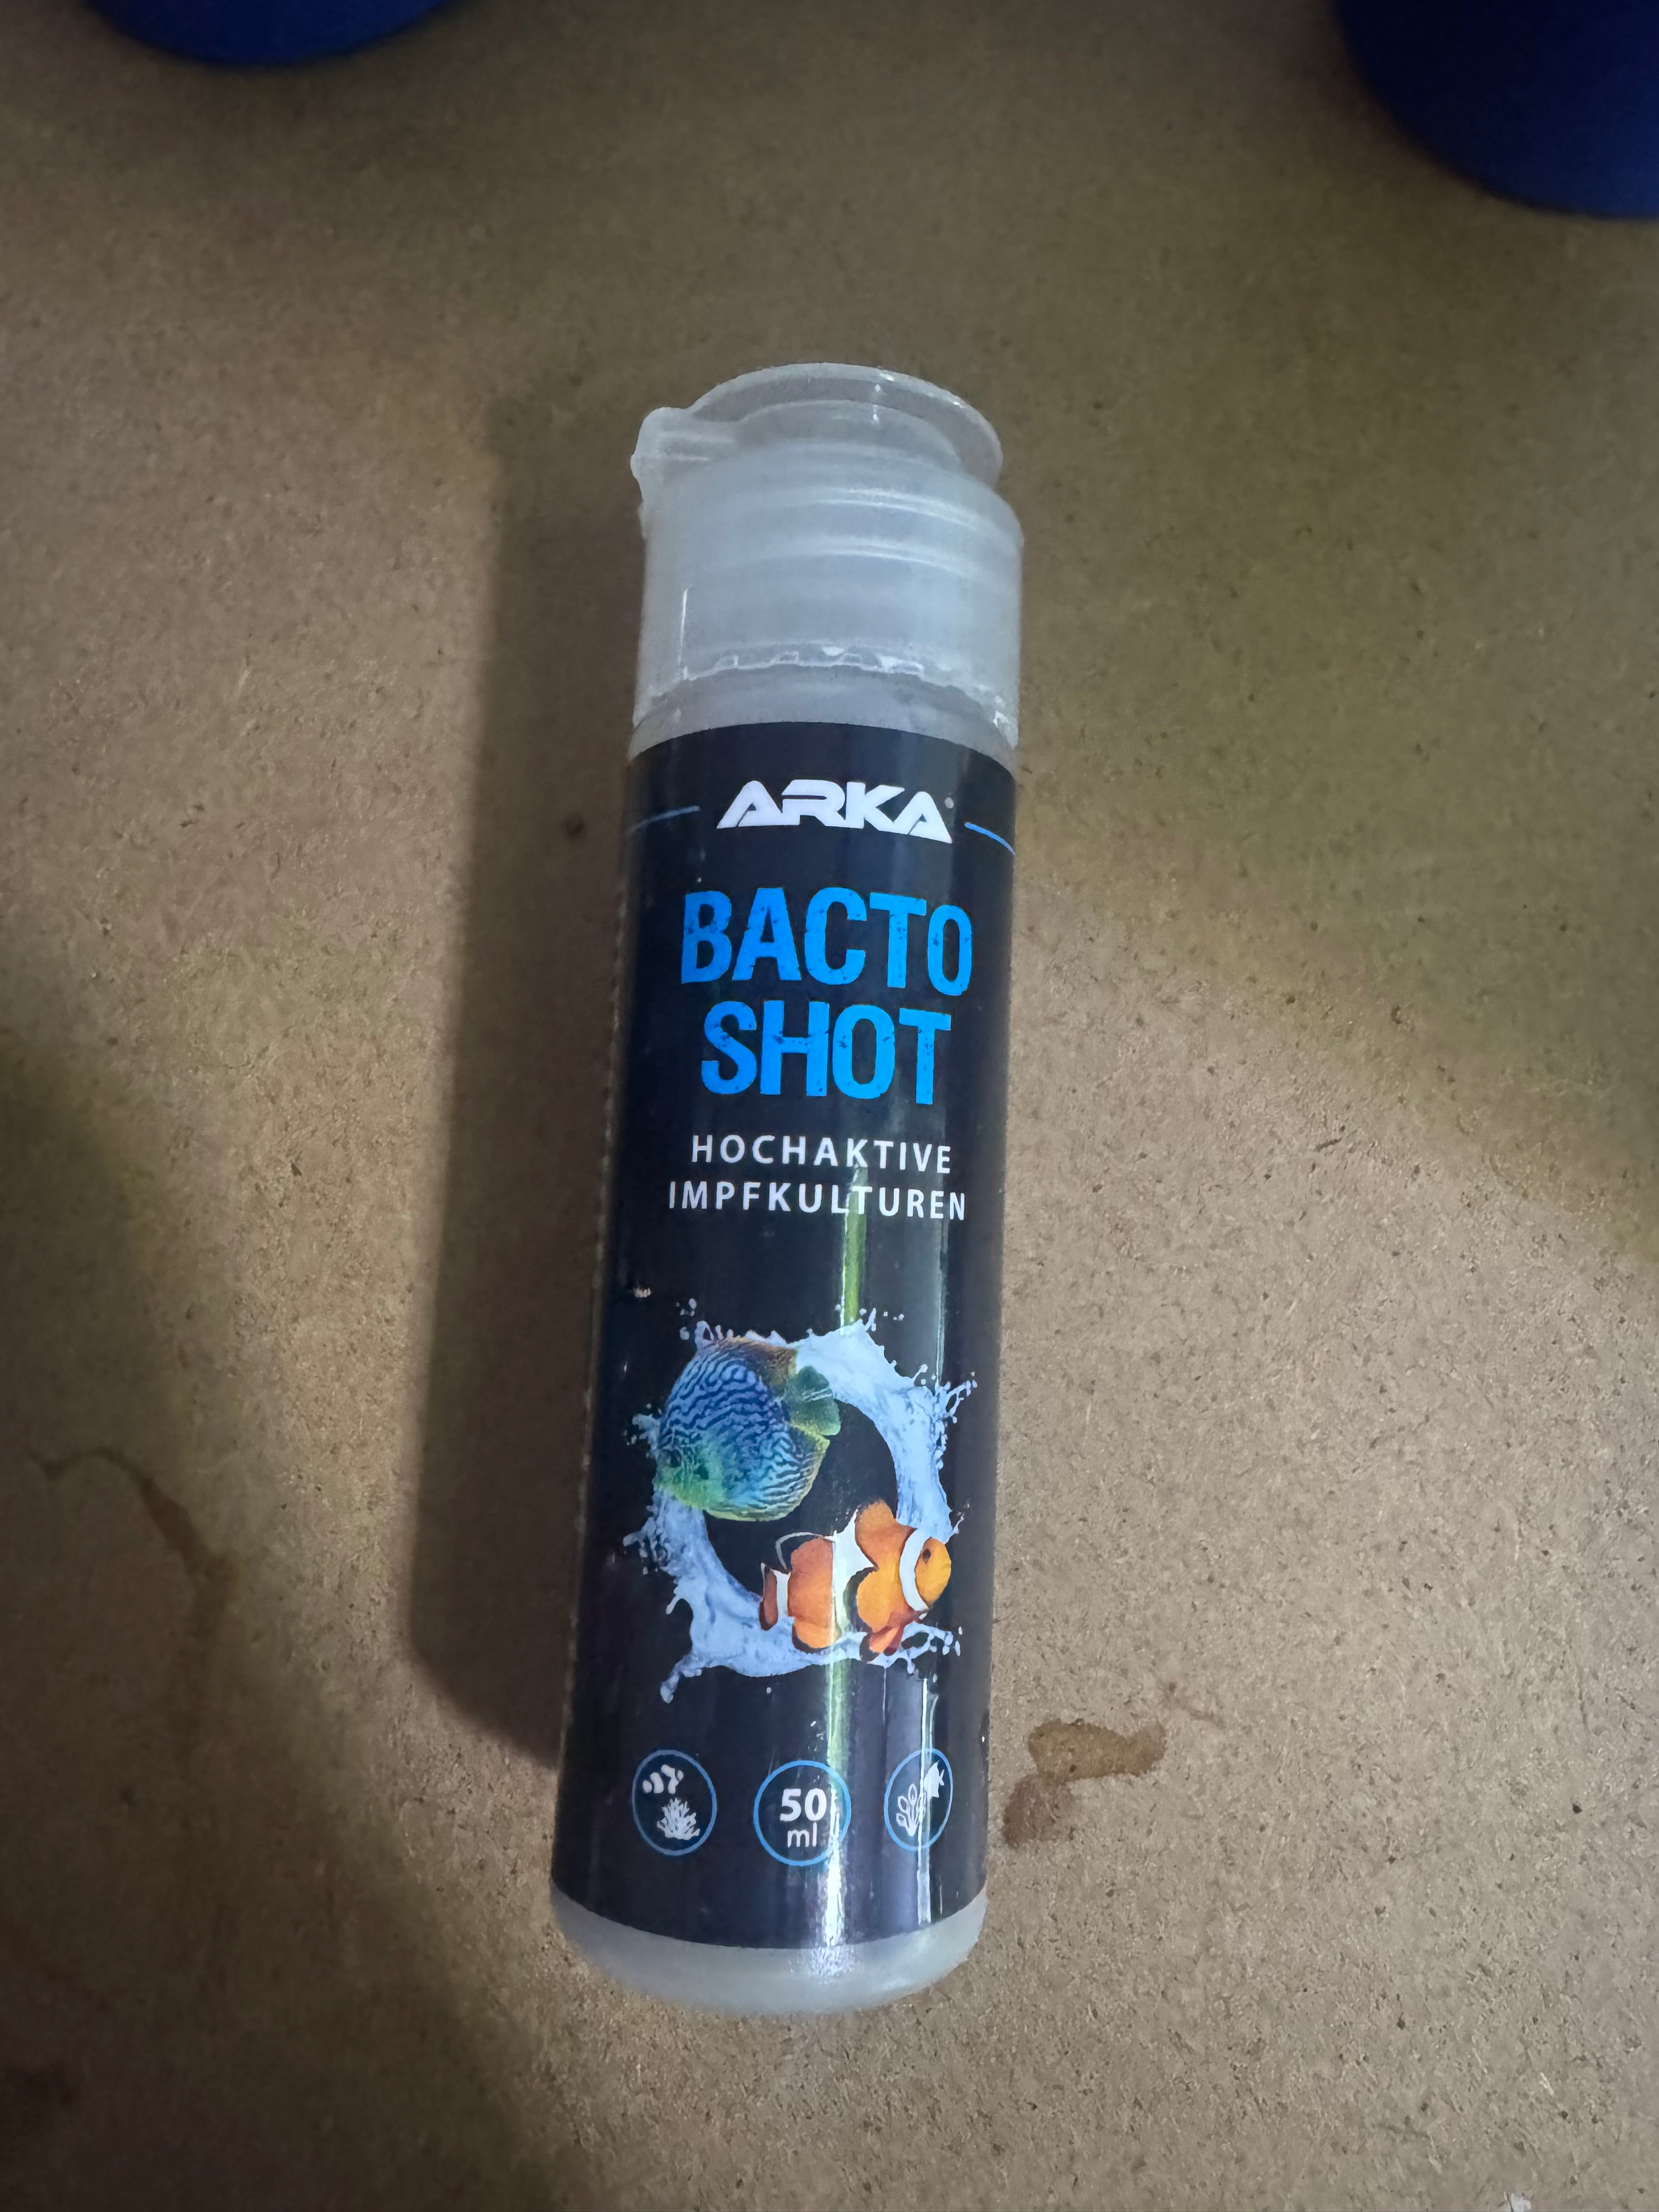 ARKA
BACTO
SHOT
HOCHAKTIVE
IMPFKULTUREN
50
ml